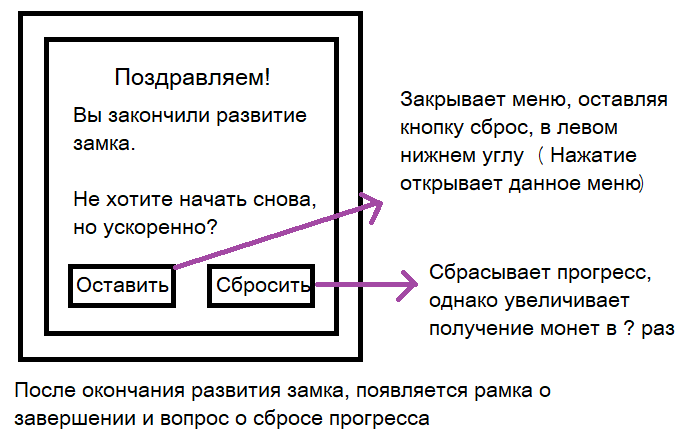 Поздравляем!
Вы закончили развитие
замка.
Не хотите начать снова,
но ускоренно?
Оставить
Сбросить
Закрывает меню, оставляя
кнопку сброс, в левом
нижнем углу ( Нажатие
открывает данное меню)
Сбрасывает прогресс,
однако увеличивает
получение монет в ? раз
После окончания развития замка, появляется рамка о
завершении и вопрос о сбросе прогресса